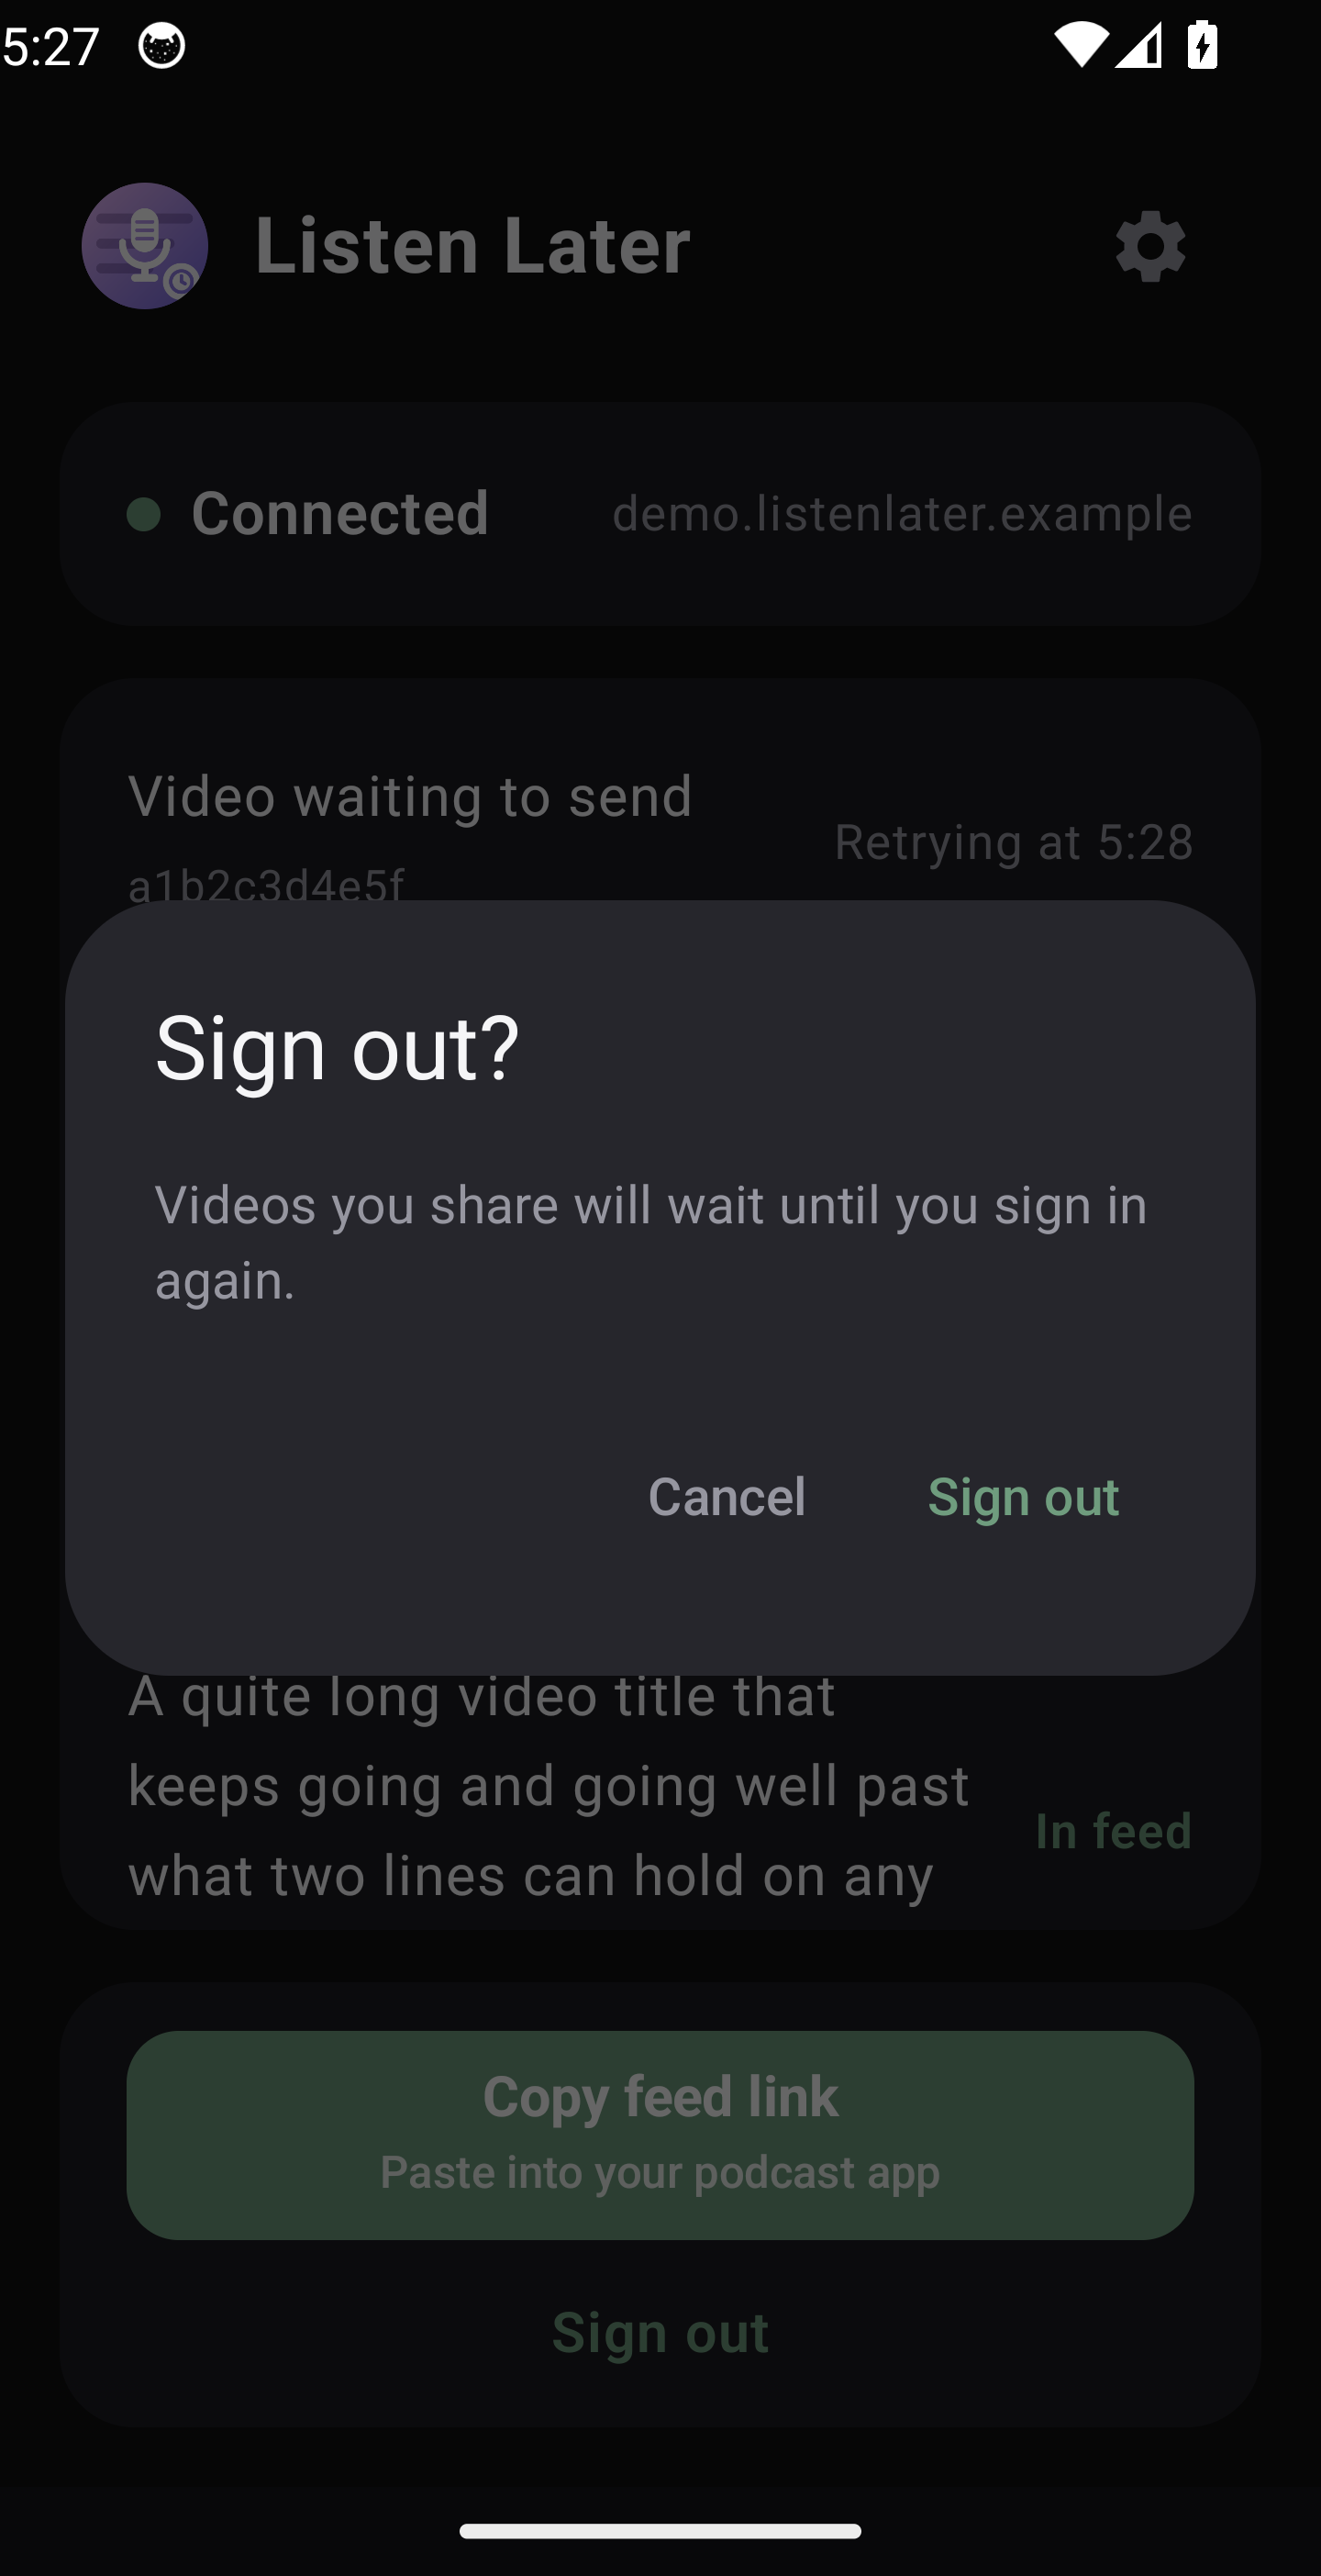 5:27
Listen Later
Connected
demo.listenlater.example
Video waiting to send
Retrying at 5:28
a1b2c3d4e5f
Sign out?
Videos you share will wait until you sign in
again.
Cancel
Sign out
A quite long video title that
keeps going and going well past
In feed
what two lines can hold on any
Copy feed link
Paste into your podcast app
Sign out